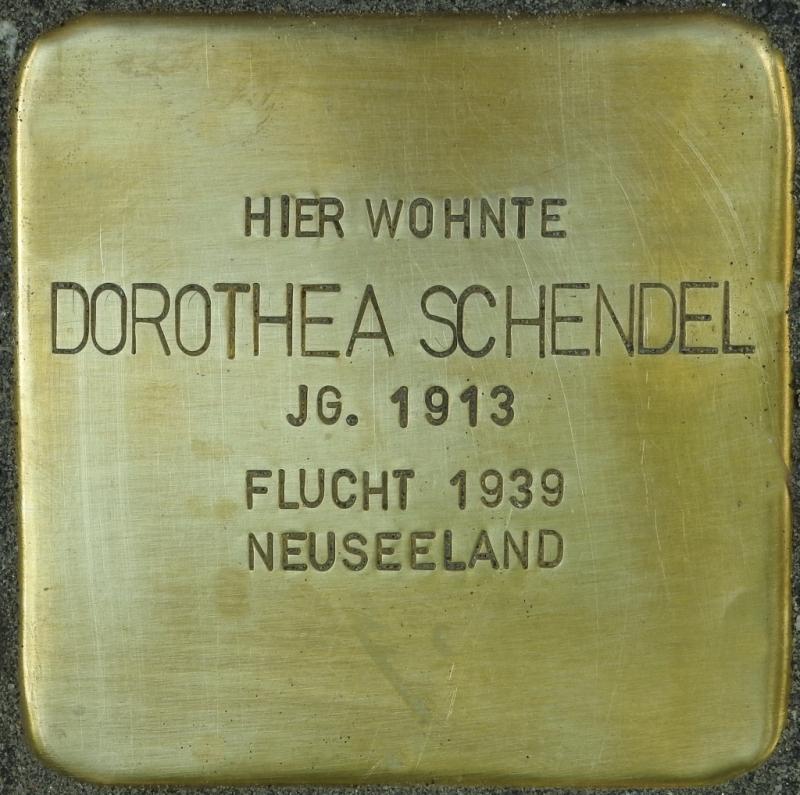 HIER WOHNTE
DOROTHEA SCHENDEL
JG. 1913
FLUCHT 1939
NEUSEELAND